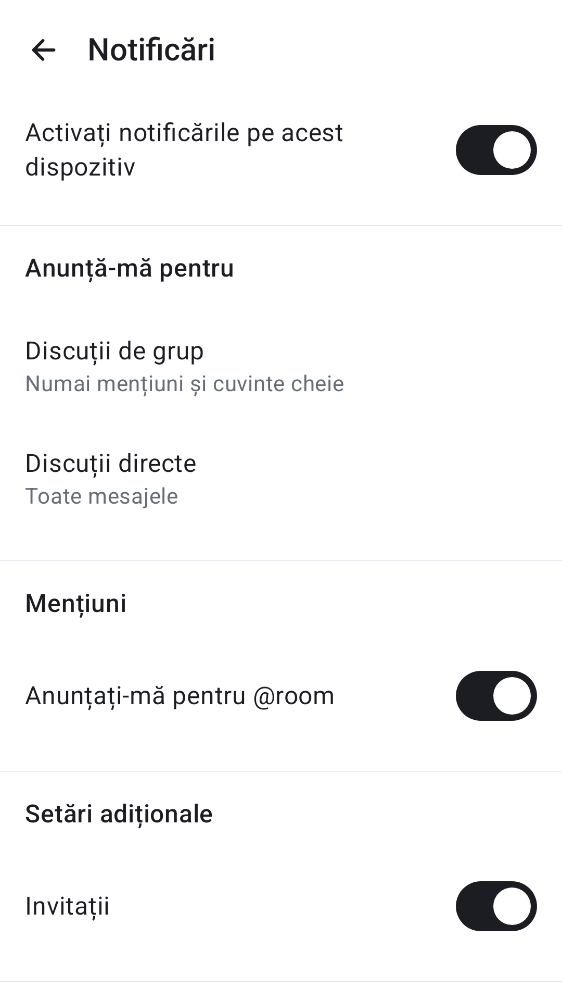 Notificări
Activați notificările pe acest
dispozitiv
Anunță-mă pentru
Discuții de grup
Numai mențiuni și cuvinte cheie
Discuții directe
Toate mesajele
Mențiuni
Anunțați-mă pentru @room
Setări adiționale
Invitații